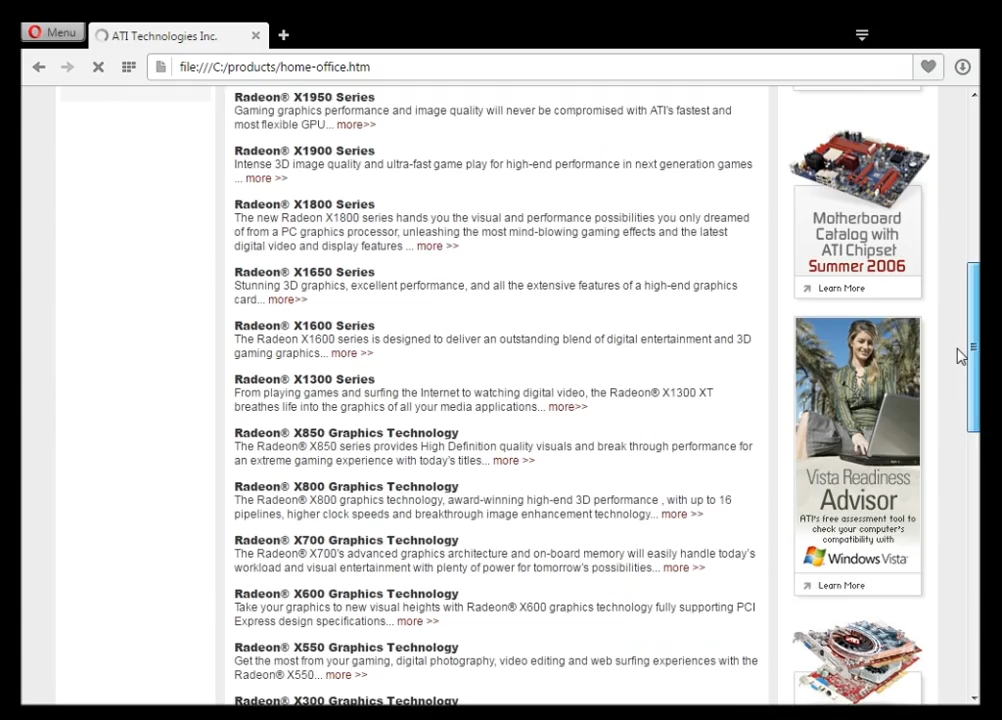 Menu
ATI Technologies Inc.
file:///C:/products/home-office.htm
Radeon® X1950 Series
Gaming graphics performance and image quality will never be compromised with ATI's fastest and
most flexible GPU... more>>
Radeon® X1900 Series
Intense 3D image quality and ultra-fast game play for high-end performance in next generation games
... more >>
Radeon® X1800 Series
The new Radeon X1800 series hands you the visual and performance possibilities you only dreamed
of from a PC graphics processor, unleashing the most mind-blowing gaming effects and the latest
digital video and display features ... more >>
Radeon® X1650 Series
Stunning 3D graphics, excellent performance, and all the extensive features of a high-end graphics
card... more>>
Radeon® X1600 Series
The Radeon X1600 series is designed to deliver an outstanding blend of digital entertainment and 3D
gaming graphics... more >>
Radeon® X1300 Series
From playing games and surfing the Internet to watching digital video, the Radeon® X1300 XT
breathes life into the graphics of all your media applications... more>>
Radeon® X850 Graphics Technology
The Radeon® X850 series provides High Definition quality visuals and break through performance for
an extreme gaming experience with today's titles... more >>
Radeon® X800 Graphics Technology
The Radeon® X800 graphics technology, award-winning high-end 3D performance , with up to 16
pipelines, higher clock speeds and breakthrough image enhancement technology... more >>
Radeon® X700 Graphics Technology
The Radeon® X700's advanced graphics architecture and on-board memory will easily handle today's
workload and visual entertainment with plenty of power for tomorrow's possibilities... more >>
Radeon® X600 Graphics Technology
Take your graphics to new visual heights with Radeon® X600 graphics technology fully supporting PCI
Express design specifications... more >>
Radeon® X550 Graphics Technology
Get the most from your gaming, digital photography, video editing and web surfing experiences with the
Radeon® X550... more >>
Radeon® X300 Graphics Technology
Motherboard
Catalog with
ATI Chipset
Summer 2006
Learn More
Vista Readiness
Advisor
ATI's free assessment tool to
check your computer's
compatibility with
Windows Vista
Learn More